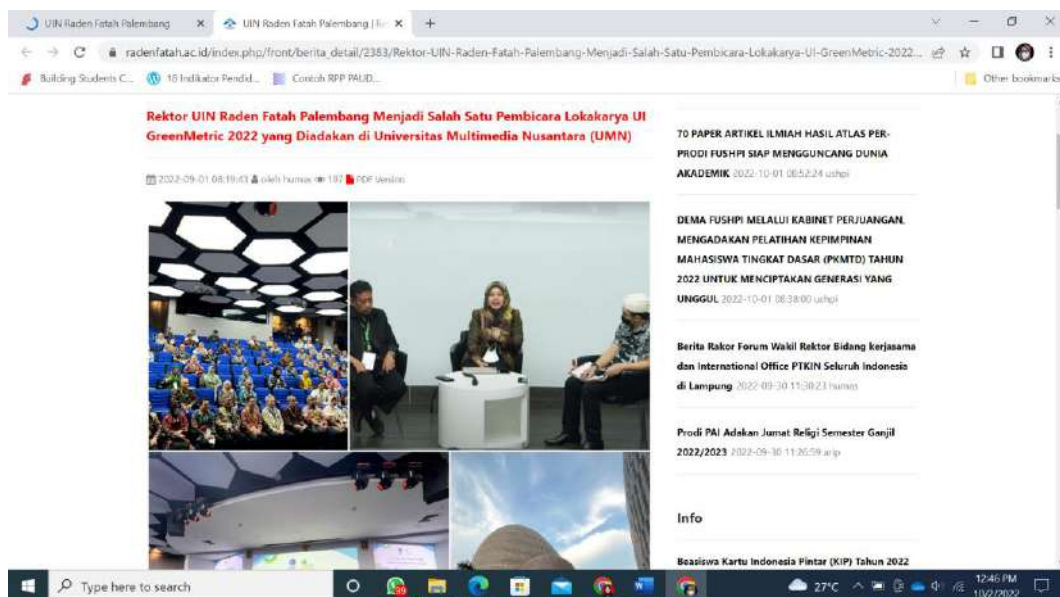 UIN Raden Fatah Palembang
UIN Raden Fatah Palembang | Re
radenfatah.ac.id/index.php/front/berita_detail/2383/Rektor-UIN-Raden-Fatah-Palembang-Menjadi-Salah-Satu-Pembicara-Lokakarya-UI-GreenMetric-2022...
Building Students C...
18 Indikator Pendid...
Contoh RPP PAUD...
Other bookmarks
Rektor UIN Raden Fatah Palembang Menjadi Salah Satu Pembicara Lokakarya UI
GreenMetric 2022 yang Diadakan di Universitas Multimedia Nusantara (UMN)
2022-09-01 08:19:43 oleh humas 197 PDF Version
70 PAPER ARTIKEL ILMIAH HASIL ATLAS PER-
PRODI FUSHPI SIAP MENGGUNCANG DUNIA
AKADEMIK 2022-10-01 08:52:24 ushpi
DEMA FUSHPI MELALUI KABINET PERJUANGAN,
MENGADAKAN PELATIHAN KEPIMPINAN
MAHASISWA TINGKAT DASAR (PKMTD) TAHUN
2022 UNTUK MENCIPTAKAN GENERASI YANG
UNGGUL 2022-10-01 08:38:00 ushpi
Berita Rakor Forum Wakil Rektor Bidang kerjasama
dan International Office PTKIN Seluruh Indonesia
di Lampung 2022-09-30 11:30:23 humas
Prodi PAI Adakan Jumat Religi Semester Ganjil
2022/2023 2022-09-30 11:26:59 arip
Info
Beasiswa Kartu Indonesia Pintar (KIP) Tahun 2022
Type here to search
27°C
12:46 PM
10/2/2022